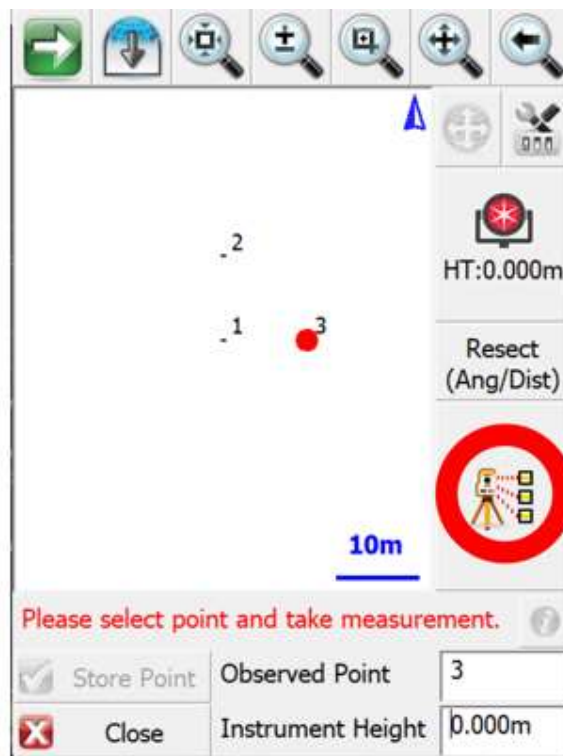 2
1
3
HT:0.000m
Resect
(Ang/Dist)
10m
Please select point and take measurement.
Store Point
Observed Point
3
Close
Instrument Height
0.000m